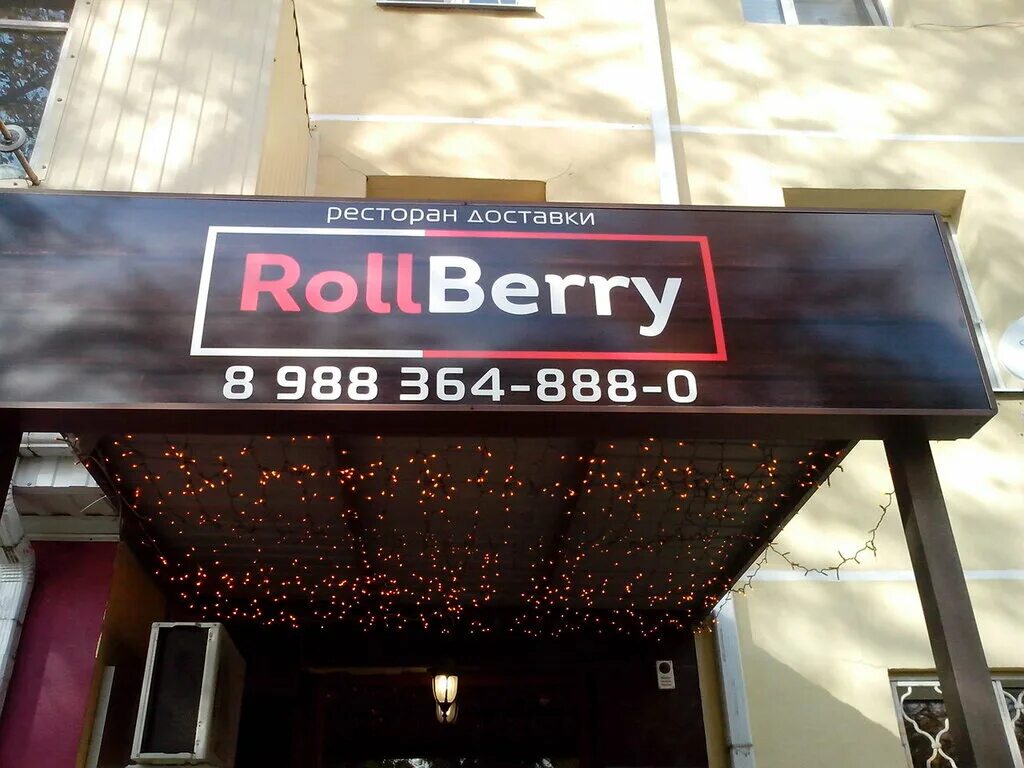 ресторан доставки
RollBerry
8 988 364-888-0